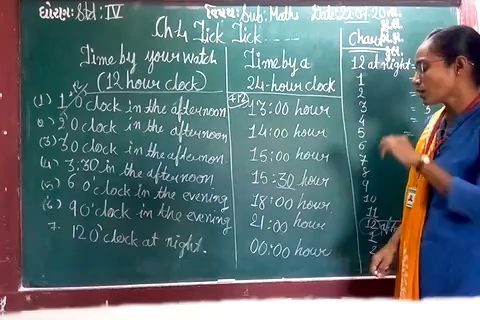 ધોરણ: Std: IV વિષય: Sub: Maths Date: 21-07-20
Ch-4 Tick Tick-----
Time by your watch
(12 hour clock)
Time by a
24-hour clock
(1) 1 O'clock in the afternoon
(2) 2 O'clock in the afternoon
(3) 3 O'clock in the afternoon
(4) 3:30 in the afternoon
(5) 6 O'clock in the evening
(6) 9 O'clock in the evening
7. 12 O'clock at night.
+12
13:00 hour
14:00 hour
15:00 hour
15:30 hour
18:00 hour
21:00 hour
00:00 hour
12 at night=
1
2
3 =
4 =
5
6
7
8
9
10
11
12
1
2